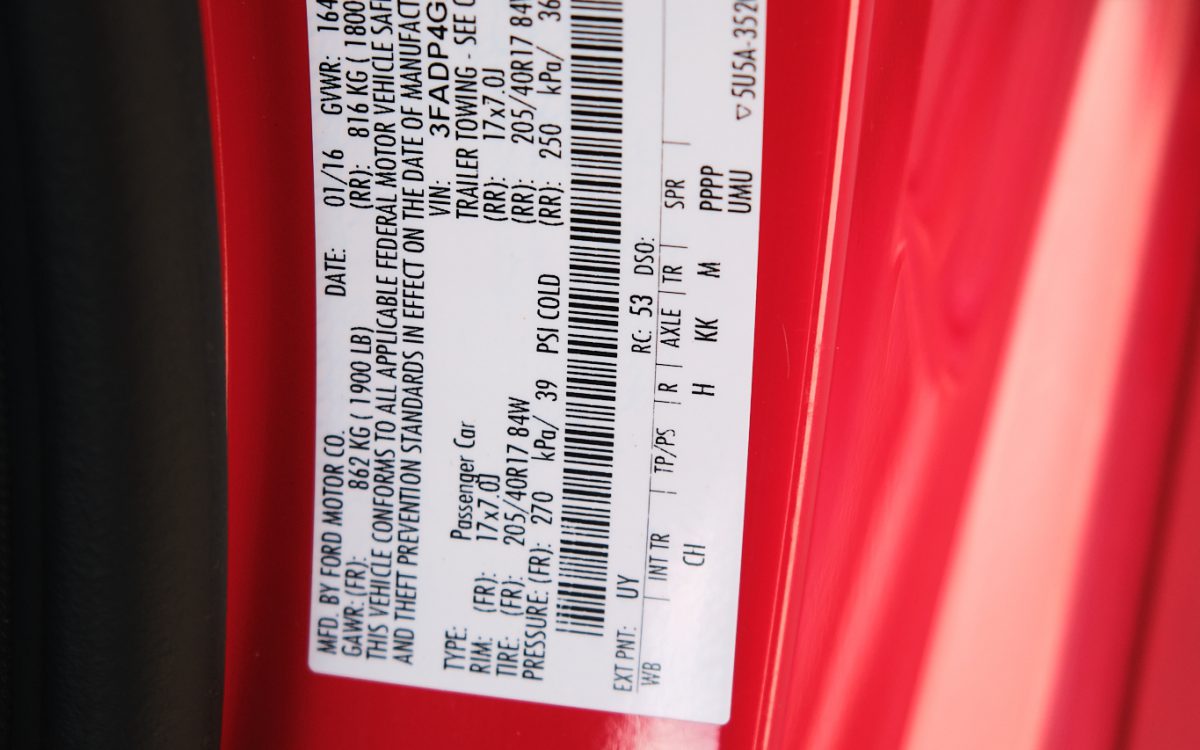 MFD. BY FORD MOTOR CO. DATE: 01/16 GVWR: 164
GAWR: (FR): 862 KG ( 1900 LB) (RR): 816 KG ( 1800
THIS VEHICLE CONFORMS TO ALL APPLICABLE FEDERAL MOTOR VEHICLE SAF
AND THEFT PREVENTION STANDARDS IN EFFECT ON THE DATE OF MANUFACT
VIN: 3FADP4G
TYPE: Passenger Car TRAILER TOWING - SEE O
RIM: (FR): 17x7.0J (RR): 17x7.0J
TIRE: (FR): 205/40R17 84W (RR): 205/40R17 84W
PRESSURE: (FR): 270 kPa/ 39 PSI COLD (RR): 250 kPa/ 36
EXT PNT: UY RC: 53 DSO:
WB INT TR TP/PS R AXLE TR SPR
CH H KK M PPPP
UMU
▽ 5U5A-3520